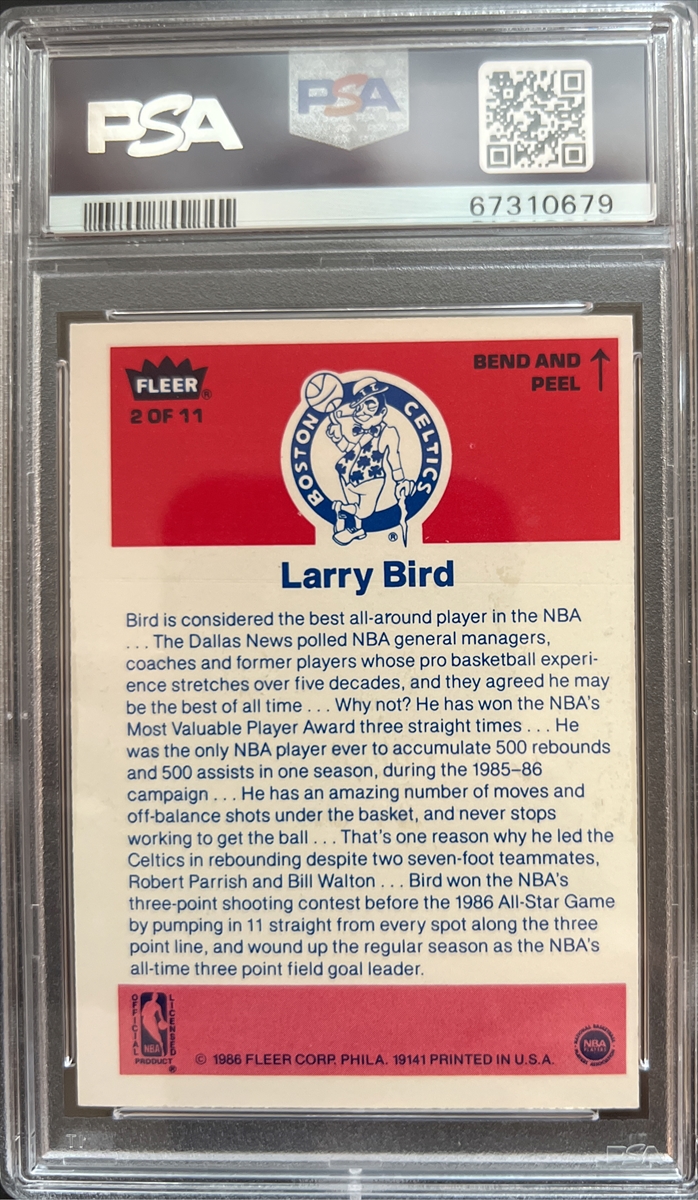 PSA
PSA
67310679
FLEER®
2 OF 11
BEND AND
PEEL
BOSTON CELTICS
®
Larry Bird
Bird is considered the best all-around player in the NBA
. . . The Dallas News polled NBA general managers,
coaches and former players whose pro basketball experi-
ence stretches over five decades, and they agreed he may
be the best of all time . . . Why not? He has won the NBA's
Most Valuable Player Award three straight times . . . He
was the only NBA player ever to accumulate 500 rebounds
and 500 assists in one season, during the 1985–86
campaign . . . He has an amazing number of moves and
off-balance shots under the basket, and never stops
working to get the ball . . . That's one reason why he led the
Celtics in rebounding despite two seven-foot teammates,
Robert Parrish and Bill Walton . . . Bird won the NBA's
three-point shooting contest before the 1986 All-Star Game
by pumping in 11 straight from every spot along the three
point line, and wound up the regular season as the NBA's
all-time three point field goal leader.
OFFICIAL LICENSED
NBA
PRODUCT ®
© 1986 FLEER CORP. PHILA. 19141 PRINTED IN U.S.A.
NBA
PLAYERS
PSA